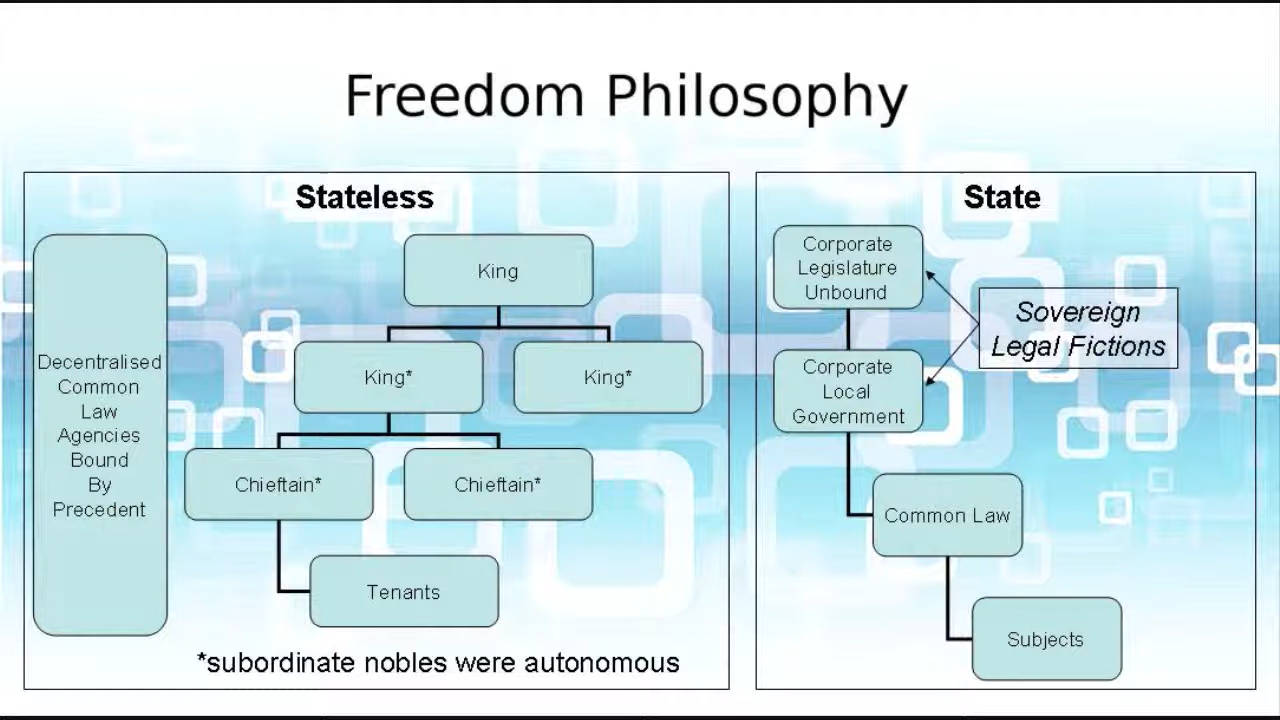 Freedom Philosophy
Stateless
Decentralised
Common
Law
Agencies
Bound
By
Precedent
King
King*
King*
Chieftain*
Chieftain*
Tenants
*subordinate nobles were autonomous
State
Corporate
Legislature
Unbound
Sovereign
Legal Fictions
Corporate
Local
Government
Common Law
Subjects